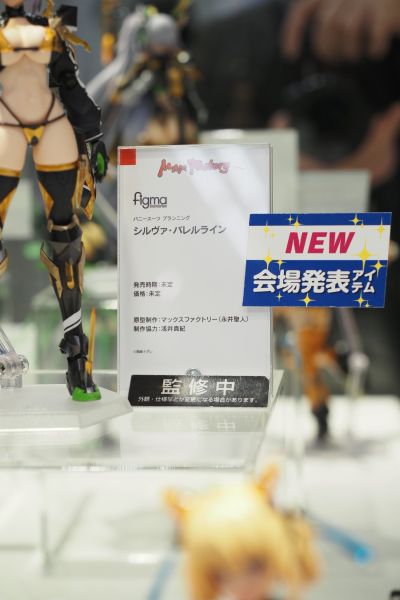 Max Factory
figma
バニースーツ プランニング
シルヴァ・バレルライン
発売時期：未定
価格：未定
原型制作：マックスファクトリー（永井聖人）
制作協力：浅井真紀
監修中
外観・仕様などが変更になる場合があります。
NEW
会場発表アイテム